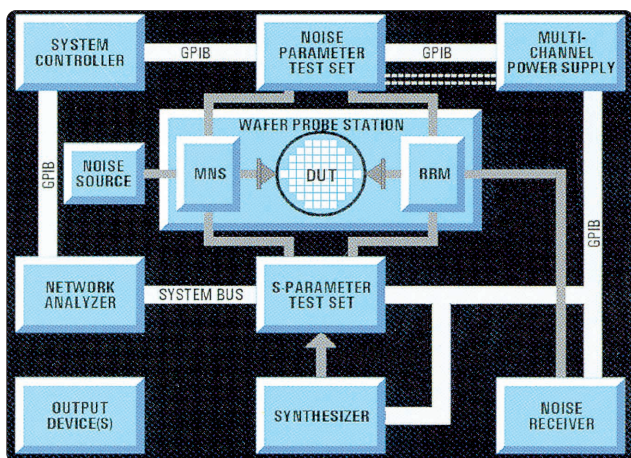 SYSTEM
CONTROLLER
GPIB
NOISE
PARAMETER
TEST SET
GPIB
MULTI-
CHANNEL
POWER SUPPLY
WAFER PROBE STATION
NOISE
SOURCE
MNS
DUT
RRM
GPIB
GPIB
NETWORK
ANALYZER
SYSTEM BUS
S-PARAMETER
TEST SET
OUTPUT
DEVICE(S)
SYNTHESIZER
NOISE
RECEIVER